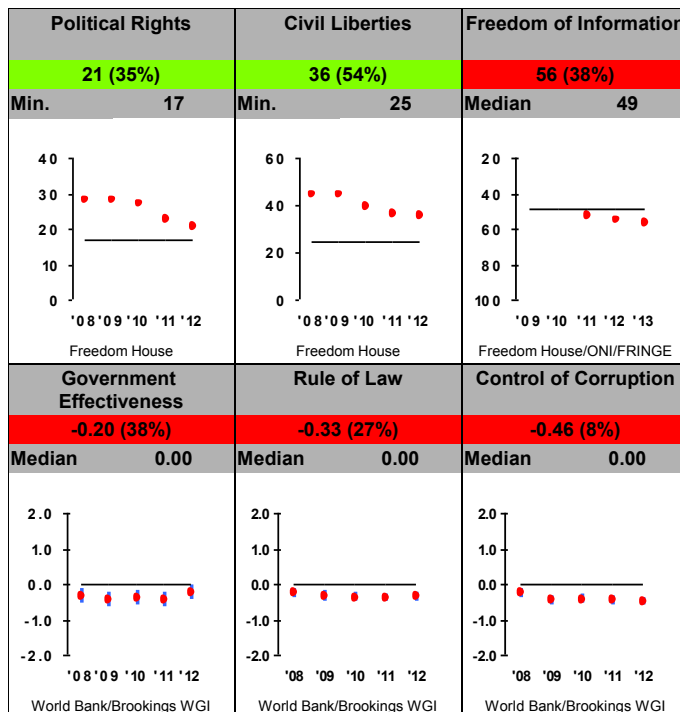 Political Rights
21 (35%)
Min. 17
40
30
20
10
0
'08 '09 '10 '11 '12
Freedom House
Civil Liberties
36 (54%)
Min. 25
60
40
20
0
'08 '09 '10 '11 '12
Freedom House
Freedom of Information
56 (38%)
Median 49
20
40
60
80
100
'09 '10 '11 '12 '13
Freedom House/ONI/FRINGE
Government
Effectiveness
-0.20 (38%)
Median 0.00
2.0
1.0
0.0
-1.0
-2.0
'08 '09 '10 '11 '12
World Bank/Brookings WGI
Rule of Law
-0.33 (27%)
Median 0.00
2.0
1.0
0.0
-1.0
-2.0
'08 '09 '10 '11 '12
World Bank/Brookings WGI
Control of Corruption
-0.46 (8%)
Median 0.00
2.0
1.0
0.0
-1.0
-2.0
'08 '09 '10 '11 '12
World Bank/Brookings WGI